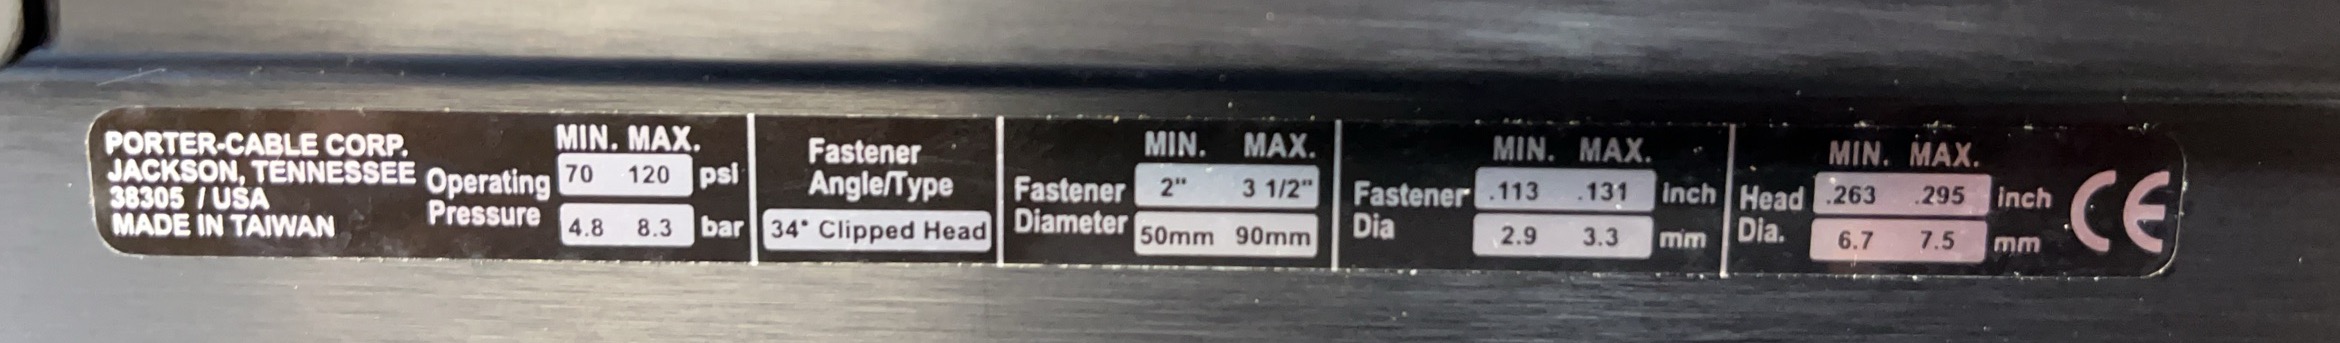 PORTER-CABLE CORP.
JACKSON, TENNESSEE
38305 / USA
MADE IN TAIWAN
MIN. MAX.
Operating Pressure
70 120 psi
4.8 8.3 bar
Fastener
Angle/Type
34° Clipped Head
MIN. MAX.
Fastener
Diameter
2" 3 1/2"
50mm 90mm
MIN. MAX.
Fastener
Dia
.113 .131 inch
2.9 3.3 mm
MIN. MAX.
Head
Dia.
.263 .295 inch
6.7 7.5 mm
CE